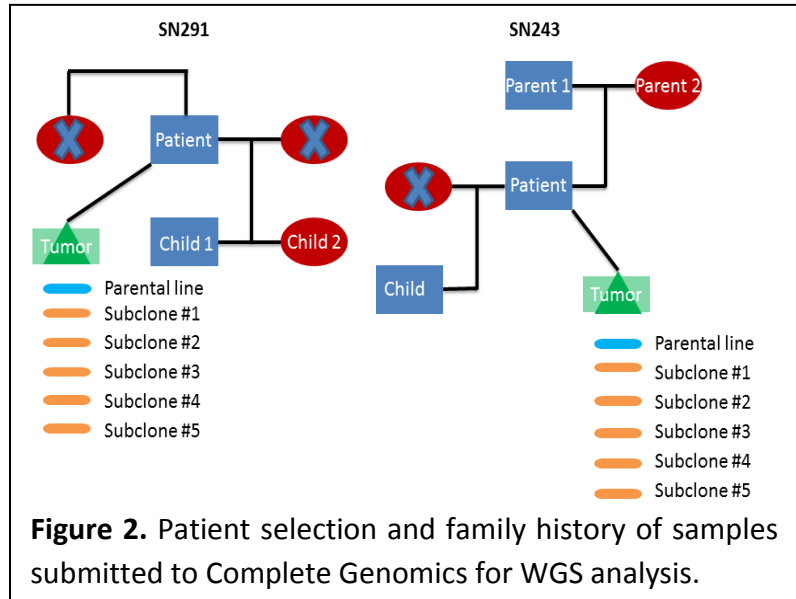 SN291
Patient
Child 1
Child 2
Tumor
Parental line
Subclone #1
Subclone #2
Subclone #3
Subclone #4
Subclone #5
SN243
Parent 1
Parent 2
Patient
Child
Tumor
Parental line
Subclone #1
Subclone #2
Subclone #3
Subclone #4
Subclone #5
Figure 2. Patient selection and family history of samples
submitted to Complete Genomics for WGS analysis.